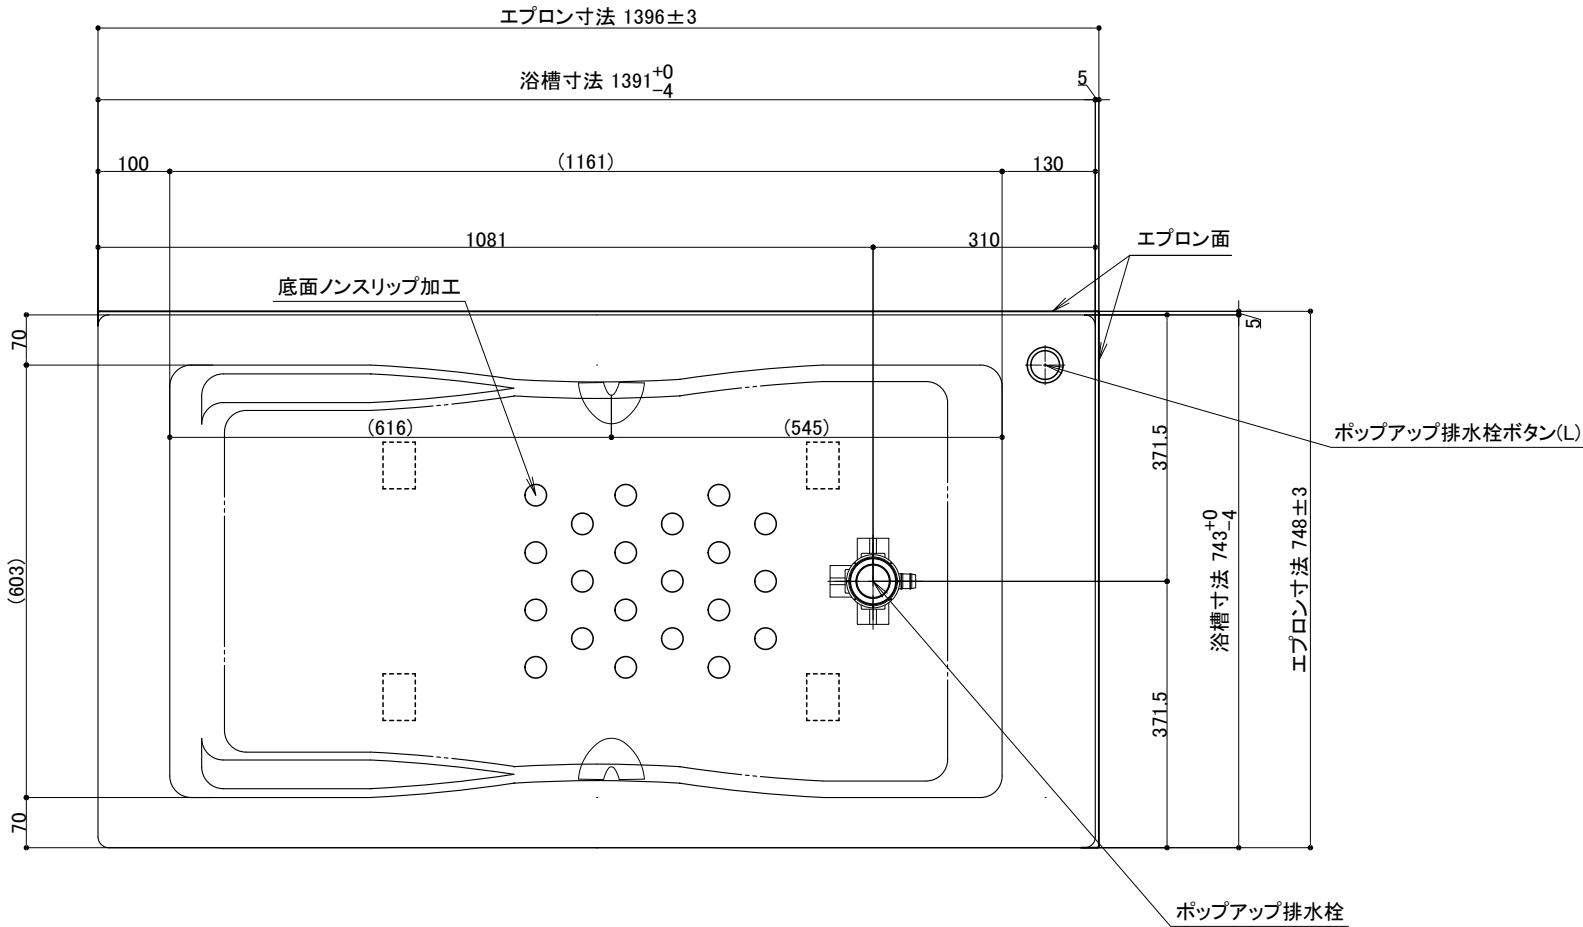 エプロン寸法 1396±3
浴槽寸法 1391+0-4
5
100
(1161)
130
1081
310
エプロン面
底面ノンスリップ加工
70
5
(616)
(545)
ポップアップ排水栓ボタン(L)
371.5
浴槽寸法 743+0-4
エプロン寸法 748±3
(603)
371.5
70
ポップアップ排水栓